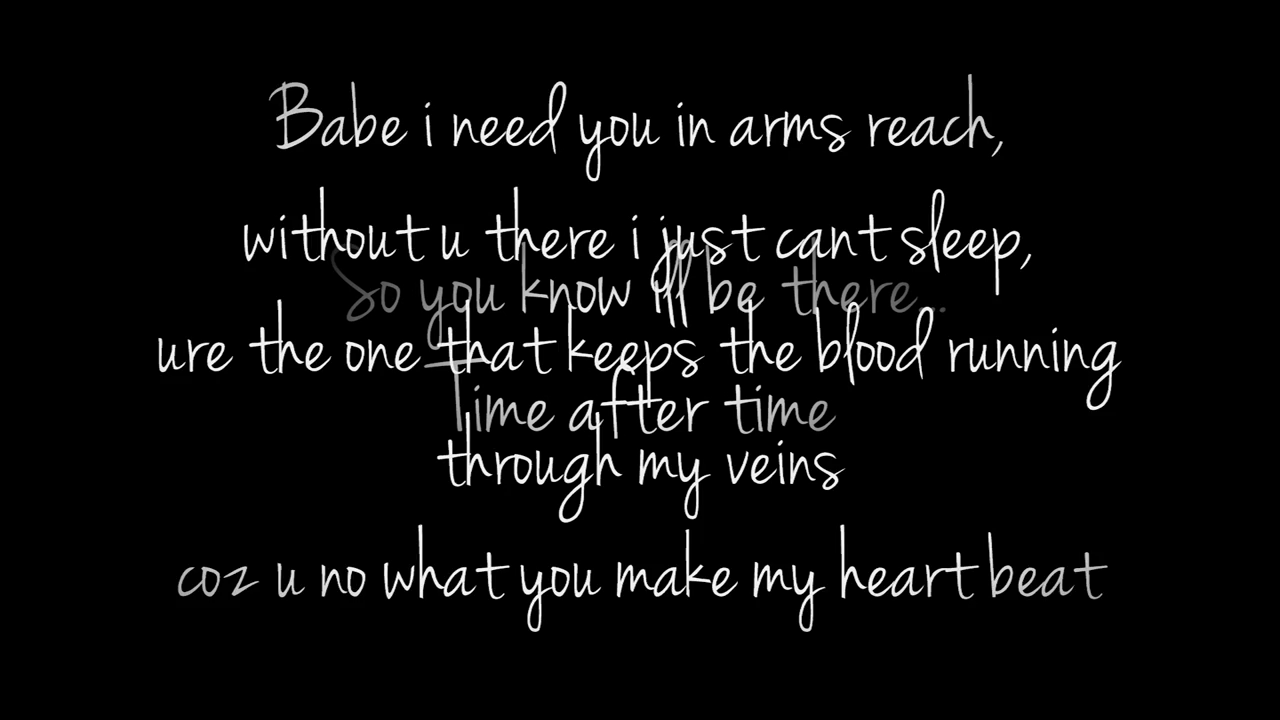 Babe i need you in arms reach,
without u there i just cant sleep,
So you know ill be there...
ure the one that keeps the blood running
Time after time
through my veins
coz u no what you make my heart beat